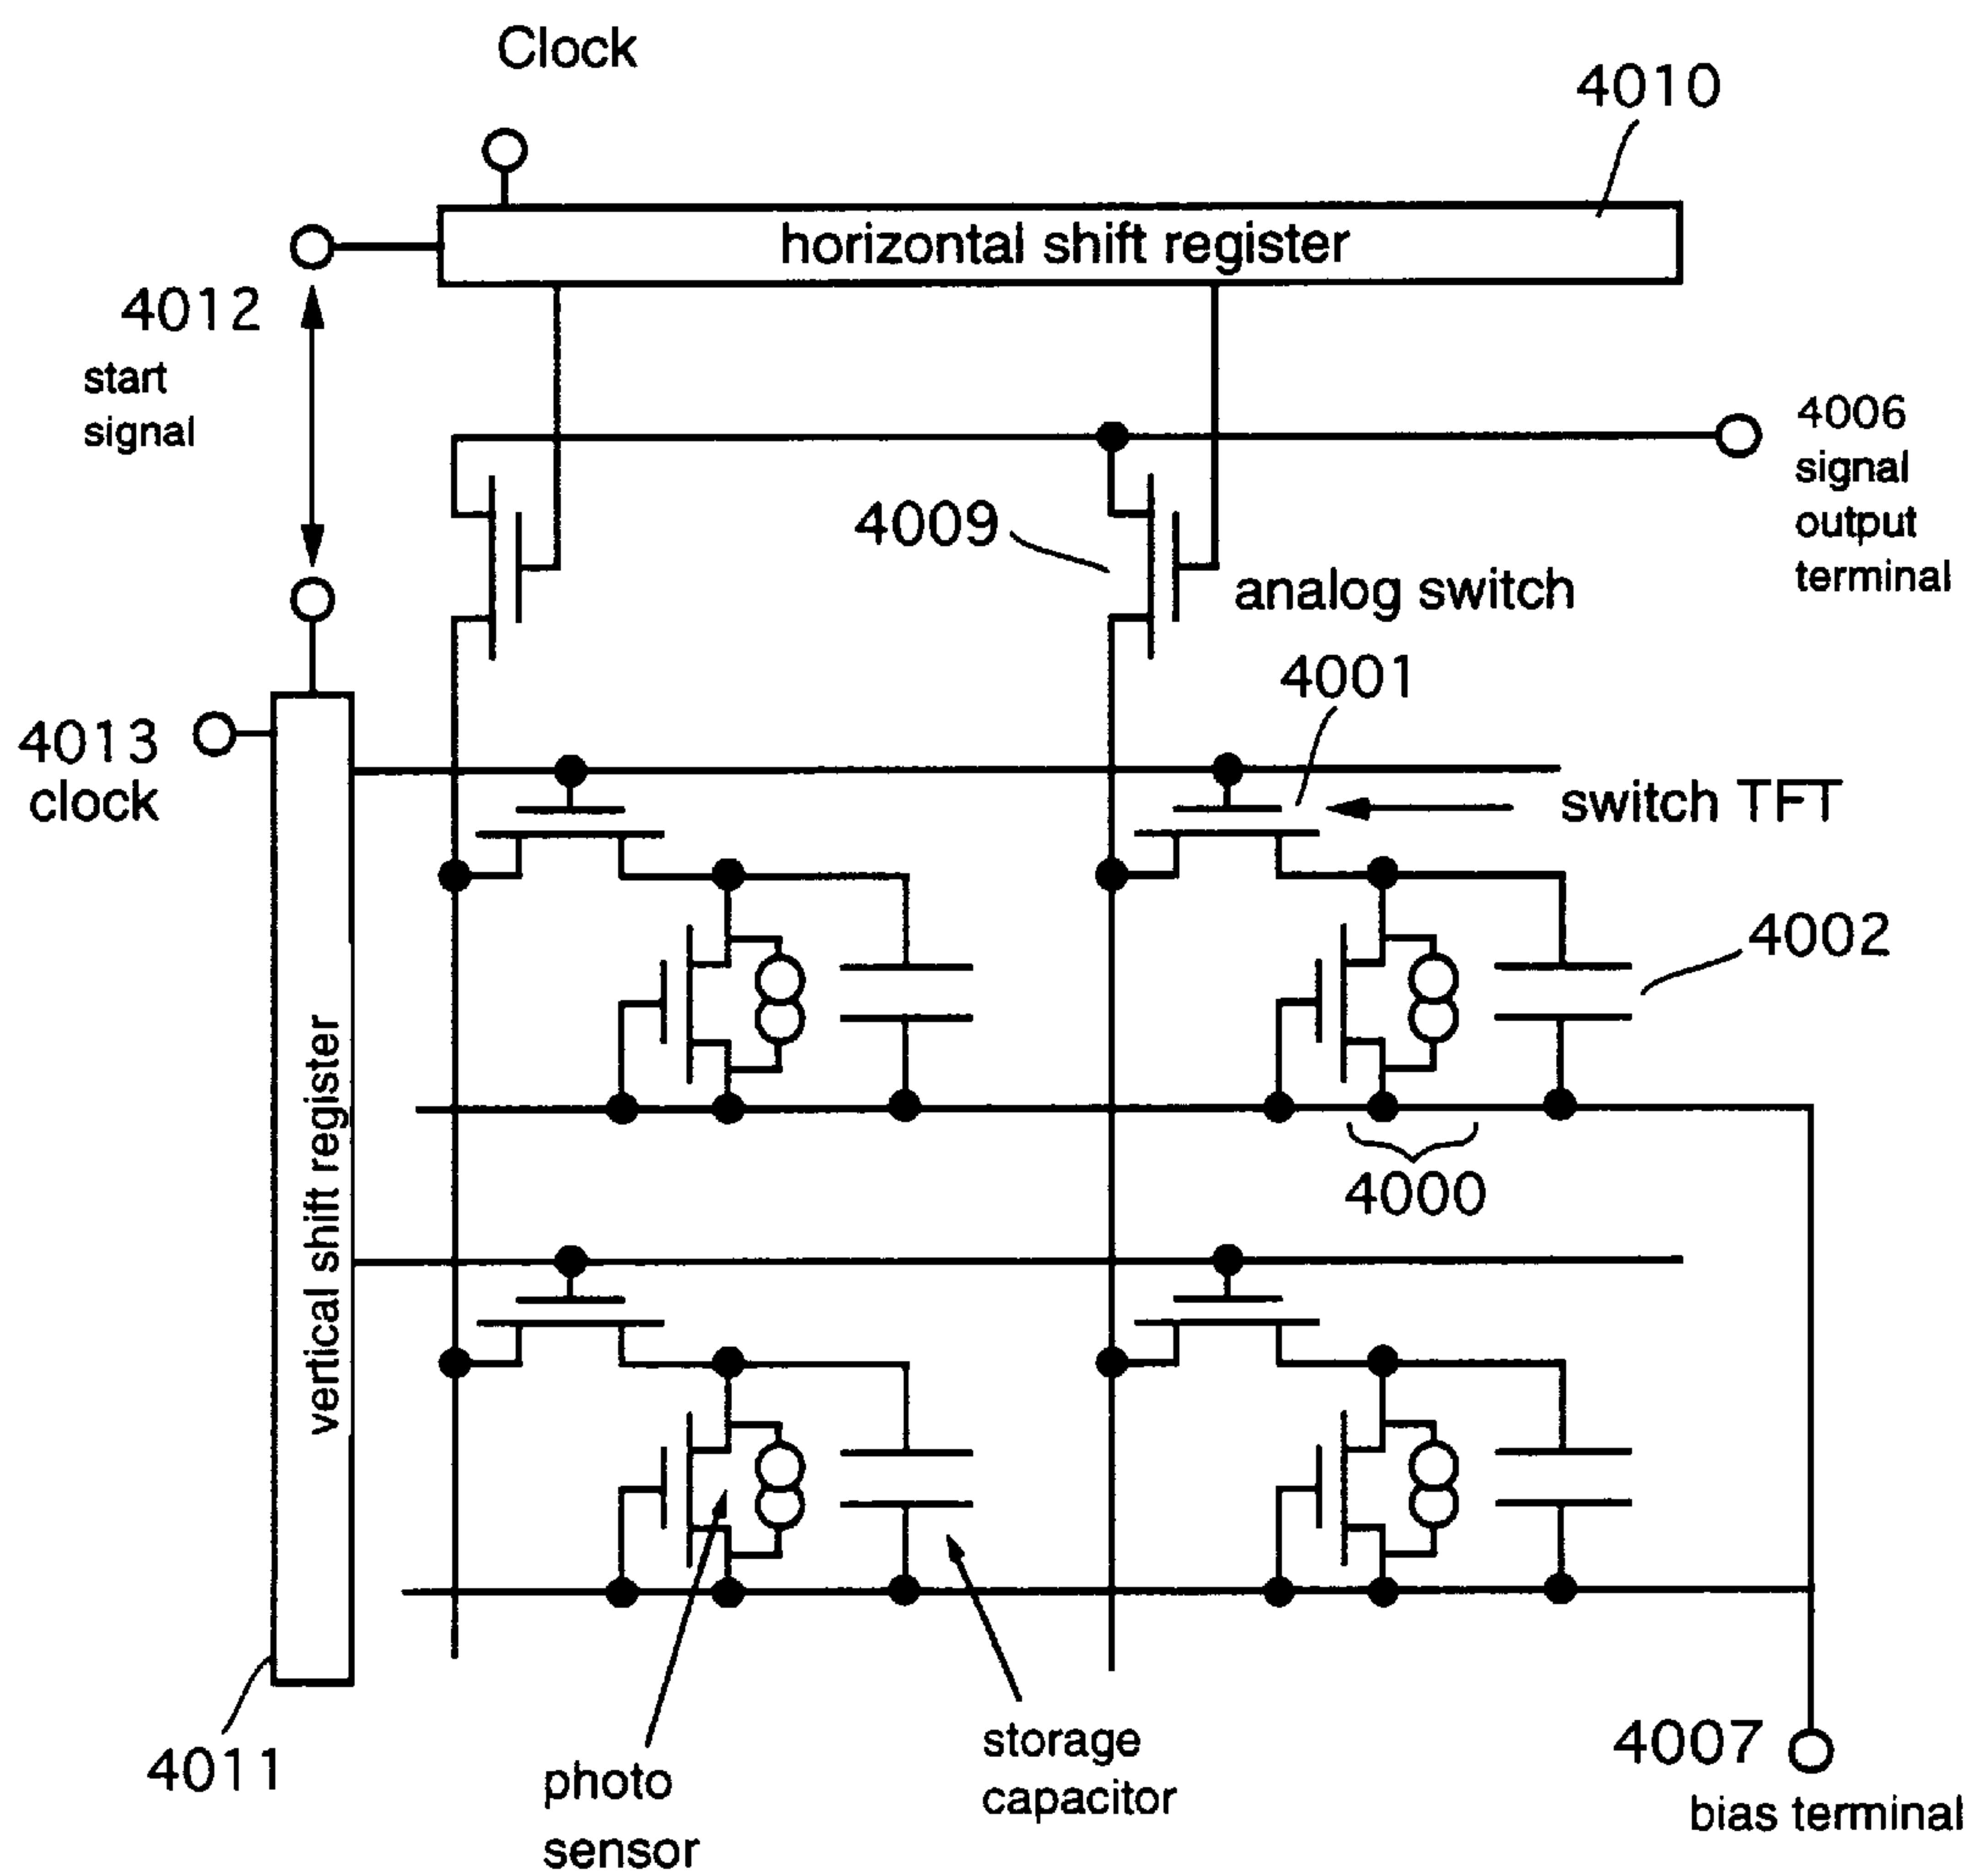 Clock
4010
horizontal shift register
4012
start
signal
4006
signal
output
terminal
4009
analog switch
4001
4013
clock
switch TFT
4002
vertical shift register
4000
4011
photo
sensor
storage
capacitor
4007
bias terminal